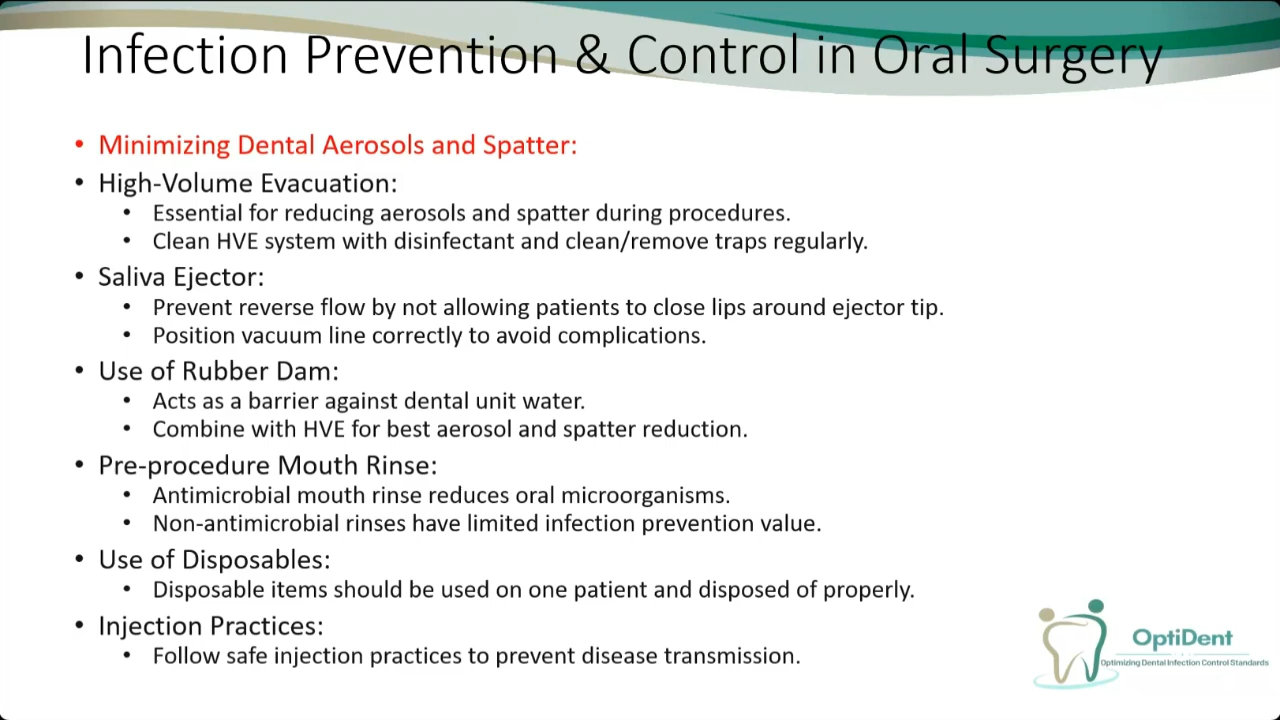 Infection Prevention & Control in Oral Surgery
• Minimizing Dental Aerosols and Spatter:
• High-Volume Evacuation:
• Essential for reducing aerosols and spatter during procedures.
• Clean HVE system with disinfectant and clean/remove traps regularly.
• Saliva Ejector:
• Prevent reverse flow by not allowing patients to close lips around ejector tip.
• Position vacuum line correctly to avoid complications.
• Use of Rubber Dam:
• Acts as a barrier against dental unit water.
• Combine with HVE for best aerosol and spatter reduction.
• Pre-procedure Mouth Rinse:
• Antimicrobial mouth rinse reduces oral microorganisms.
• Non-antimicrobial rinses have limited infection prevention value.
• Use of Disposables:
• Disposable items should be used on one patient and disposed of properly.
• Injection Practices:
• Follow safe injection practices to prevent disease transmission.
OptiDent
Optimizing Dental Infection Control Standards